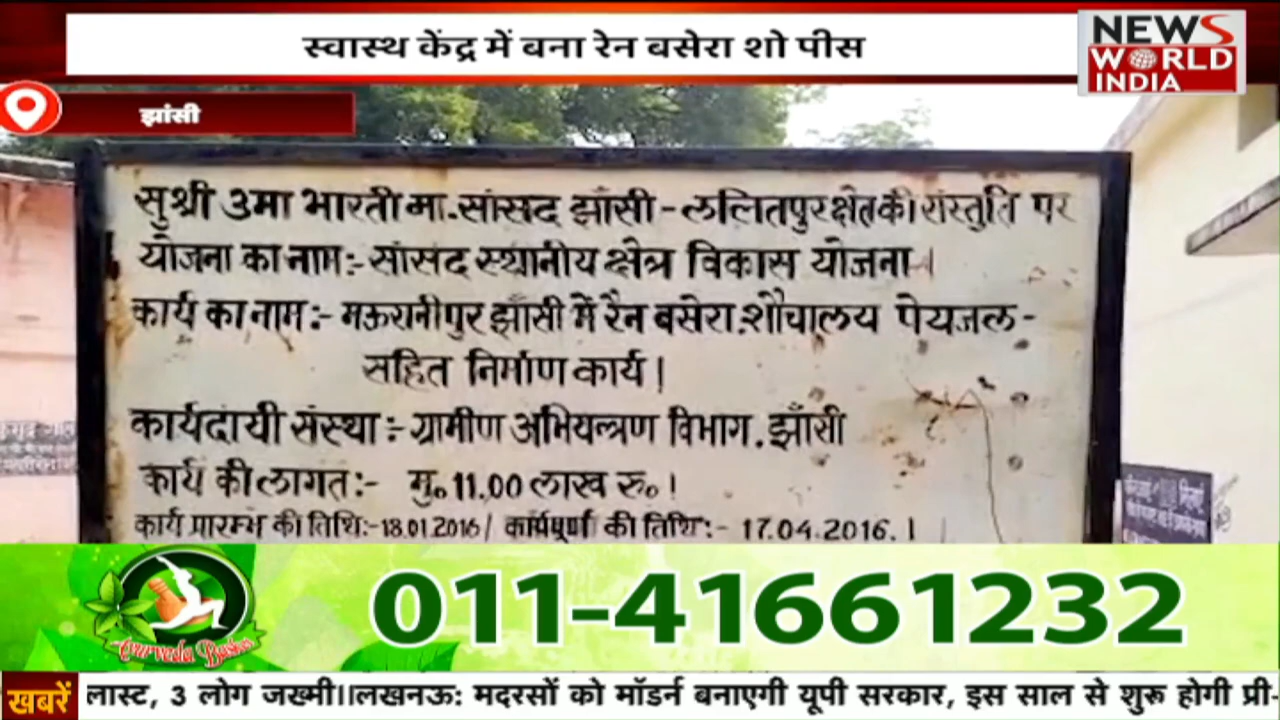 स्वास्थ केंद्र में बना रेन बसेरा शो पीस
NEWS
WORLD
INDIA
झांसी
सुश्री उमा भारती मा. सांसद झाँसी - ललितपुर क्षेत्र की संस्तुति पर
योजना का नाम:- सांसद स्थानीय क्षेत्र विकास योजना।
कार्य का नाम:- मऊरानीपुर झाँसी में रैन बसेरा. शौचालय पेयजल-
सहित निर्माण कार्य।
कार्यदायी संस्था:- ग्रामीण अभियन्त्रण विभाग. झाँसी
कार्य की लागत:- मु० 11.00 लाख रु०।
कार्य प्रारम्भ की तिथि:-18.01.2016/ कार्यपूर्ण की तिथि:- 17.04.2016.।
011-41661232
Ayurveda
खबरें
लास्ट, 3 लोग जख्मी॥लखनऊ: मदरसों को मॉडर्न बनाएगी यूपी सरकार, इस साल से शुरू होगी प्री-